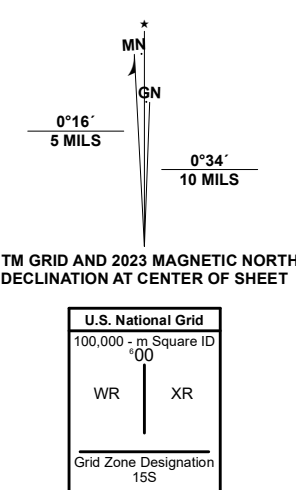 ★
MN
GN
0°16´
5 MILS
0°34´
10 MILS
TM GRID AND 2023 MAGNETIC NORTH
DECLINATION AT CENTER OF SHEET
U.S. National Grid
100,000 - m Square ID
⁶00
WR XR
Grid Zone Designation
15S